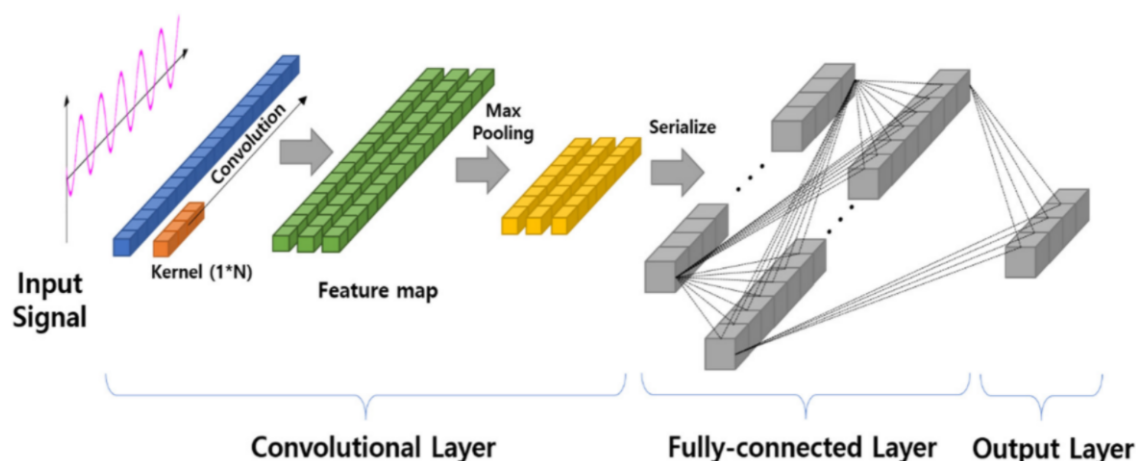 Input
Signal
Convolution
Kernel (1*N)
Feature map
Max
Pooling
Serialize
Convolutional Layer
Fully-connected Layer
Output Layer